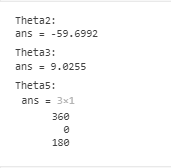 Theta2:
ans = -59.6992
Theta3:
ans = 9.0255
Theta5:
ans = 3×1
360
0
180